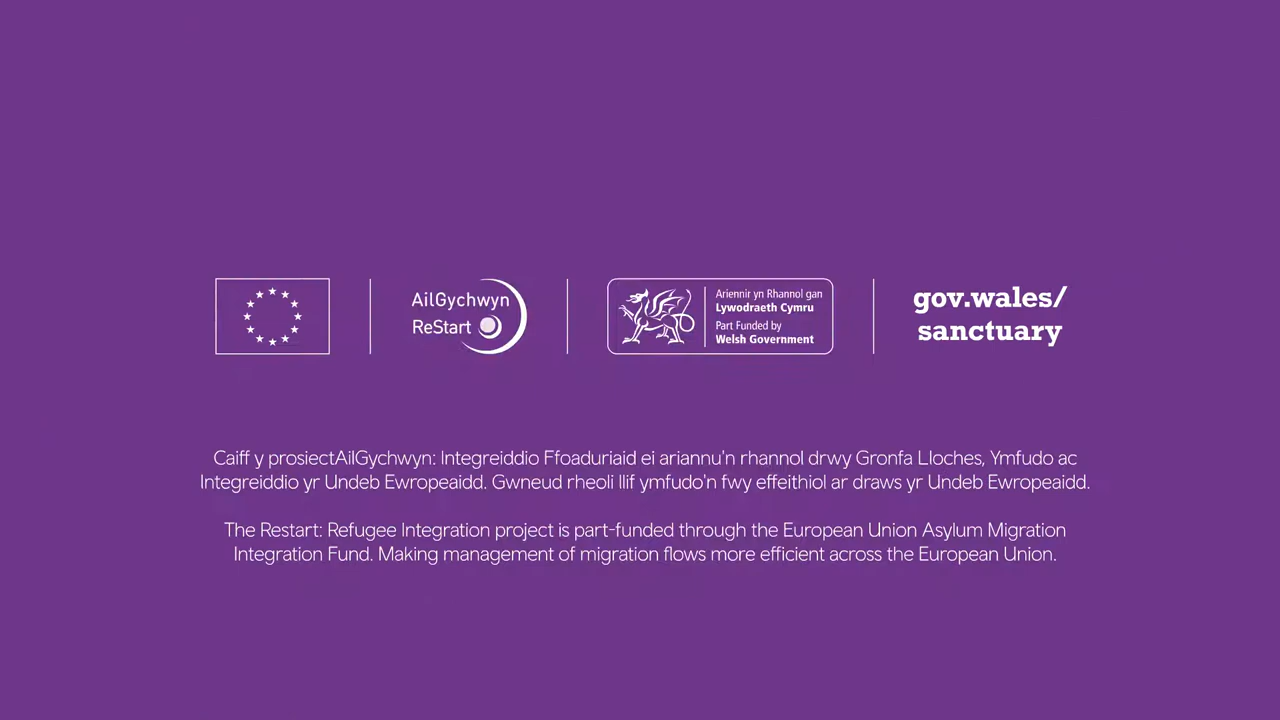 AilGychwyn
ReStart
Ariennir yn Rhannol gan
Lywodraeth Cymru
Part Funded by
Welsh Government
gov.wales/
sanctuary
Caiff y prosiectAilGychwyn: Integreiddio Ffoaduriaid ei ariannu'n rhannol drwy Gronfa Lloches, Ymfudo ac
Integreiddio yr Undeb Ewropeaidd. Gwneud rheoli llif ymfudo'n fwy effeithiol ar draws yr Undeb Ewropeaidd.
The Restart: Refugee Integration project is part-funded through the European Union Asylum Migration
Integration Fund. Making management of migration flows more efficient across the European Union.